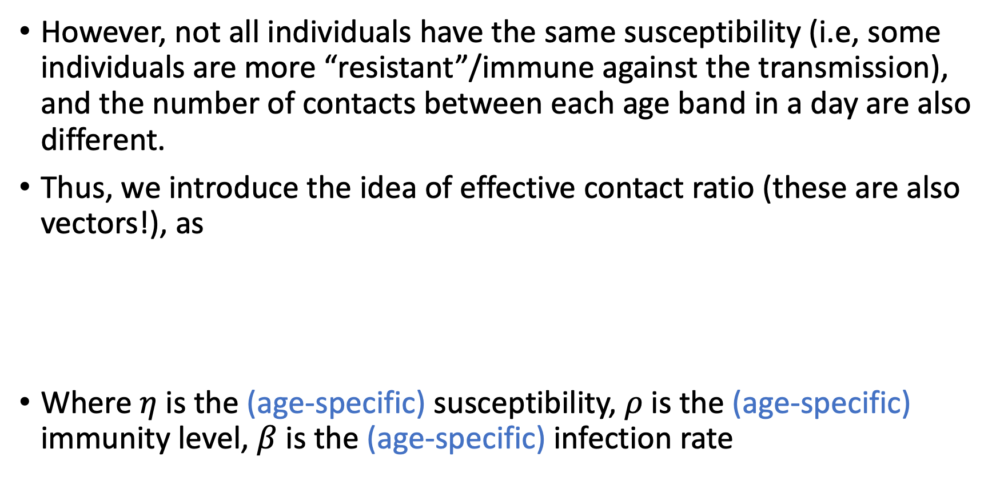 • However, not all individuals have the same susceptibility (i.e, some
individuals are more “resistant”/immune against the transmission),
and the number of contacts between each age band in a day are also
different.
• Thus, we introduce the idea of effective contact ratio (these are also
vectors!), as
• Where 𝜂 is the (age-specific) susceptibility, 𝜌 is the (age-specific)
immunity level, 𝛽 is the (age-specific) infection rate